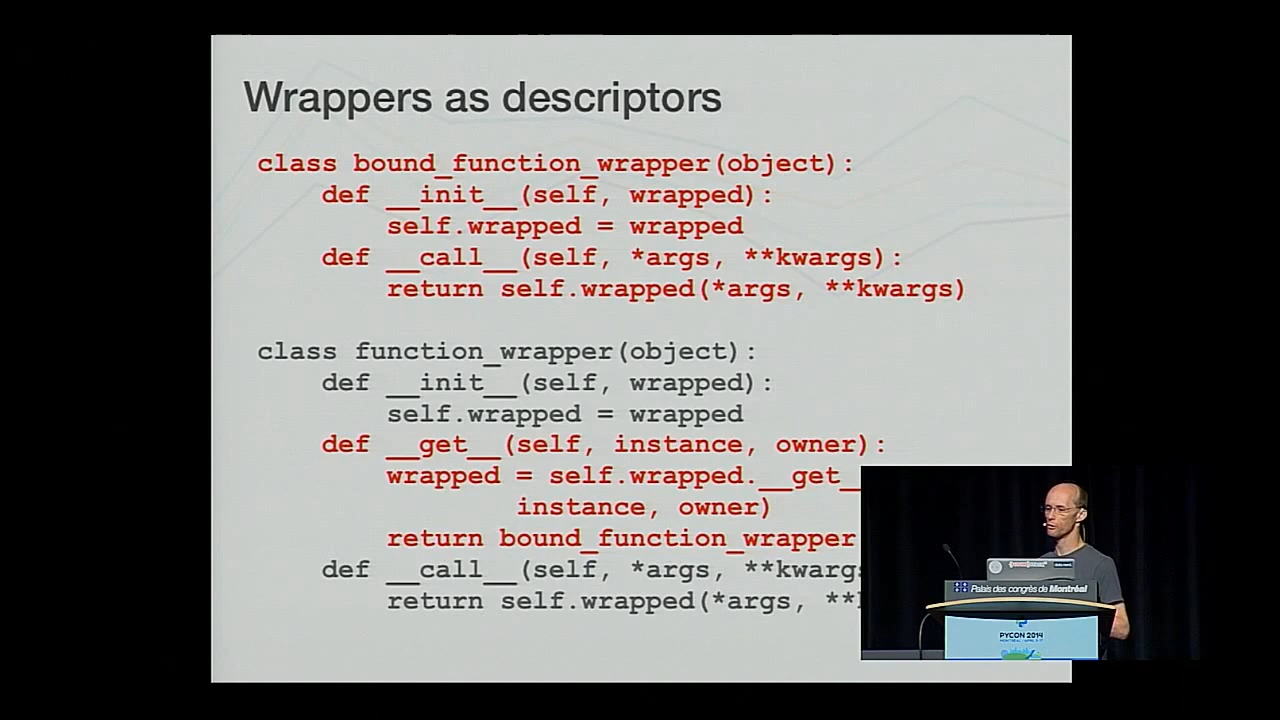 Wrappers as descriptors
class bound_function_wrapper(object):
def __init__(self, wrapped):
self.wrapped = wrapped
def __call__(self, *args, **kwargs):
return self.wrapped(*args, **kwargs)
class function_wrapper(object):
def __init__(self, wrapped):
self.wrapped = wrapped
def __get__(self, instance, owner):
wrapped = self.wrapped.__get_
instance, owner)
return bound_function_wrapper
def __call__(self, *args, **kwargs
return self.wrapped(*args, **
Palais des congrès de Montréal
PYCON 2014